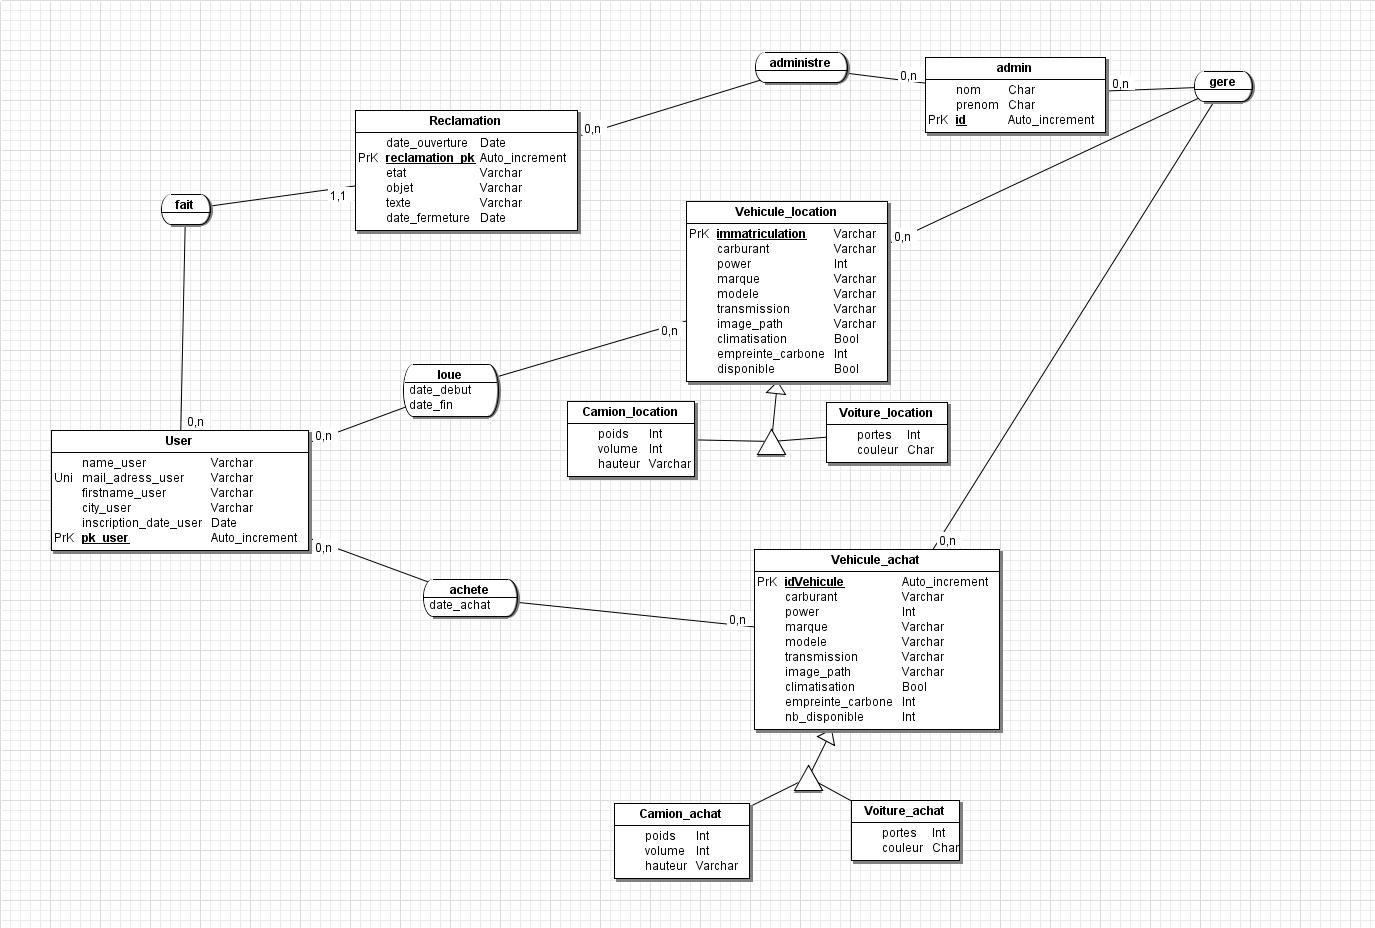 administre
0,n
0,n
admin
nom Char
prenom Char
PrK id Auto_increment
0,n
gere
Reclamation
date_ouverture Date
PrK reclamation_pk Auto_increment
etat Varchar
objet Varchar
texte Varchar
date_fermeture Date
1,1
fait
0,n
Vehicule_location
PrK immatriculation Varchar
carburant Varchar
power Int
marque Varchar
modele Varchar
transmission Varchar
image_path Varchar
climatisation Bool
empreinte_carbone Int
disponible Bool
0,n
0,n
loue
date_debut
date_fin
0,n
Camion_location
poids Int
volume Int
hauteur Varchar
Voiture_location
portes Int
couleur Char
User
name_user Varchar
Uni mail_adress_user Varchar
firstname_user Varchar
city_user Varchar
inscription_date_user Date
PrK pk_user Auto_increment
0,n
achete
date_achat
0,n
0,n
Vehicule_achat
PrK idVehicule Auto_increment
carburant Varchar
power Int
marque Varchar
modele Varchar
transmission Varchar
image_path Varchar
climatisation Bool
empreinte_carbone Int
nb_disponible Int
Camion_achat
poids Int
volume Int
hauteur Varchar
Voiture_achat
portes Int
couleur Char